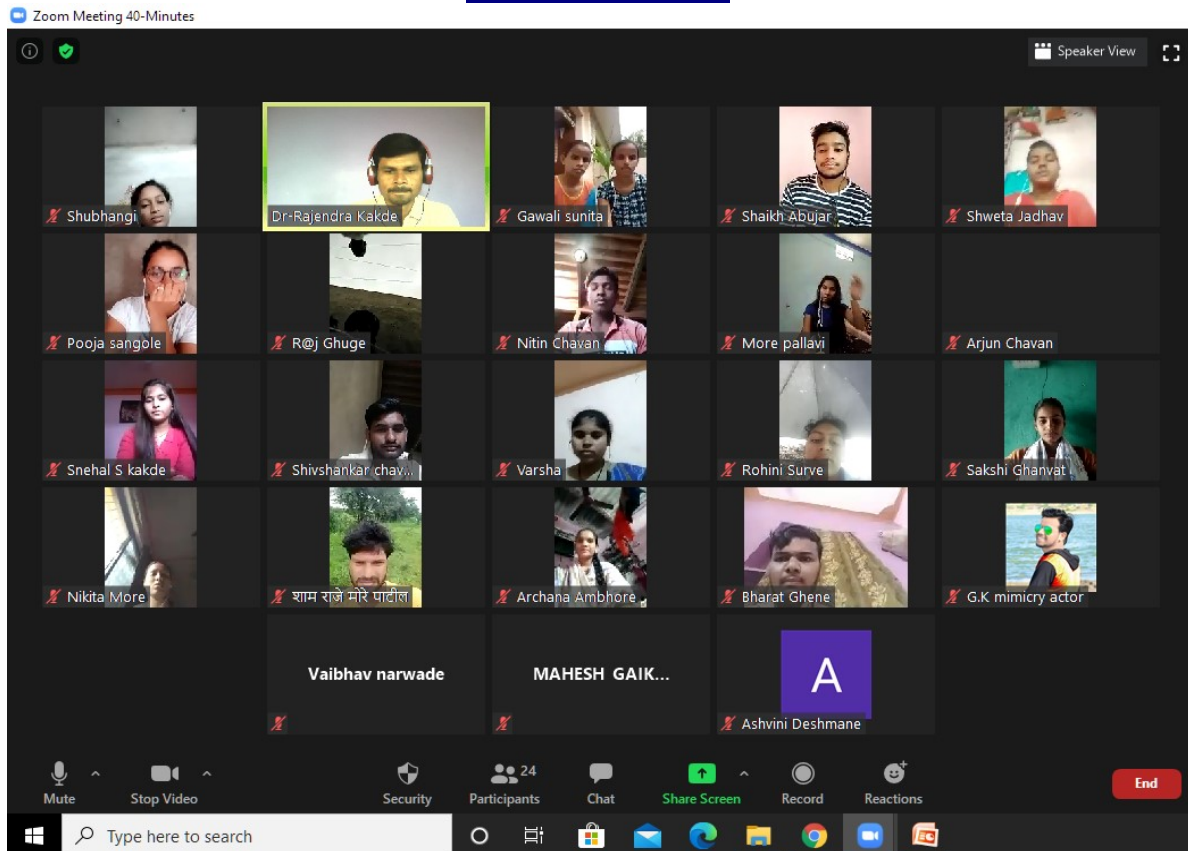 Zoom Meeting 40-Minutes
Speaker View
Shubhangi
Dr-Rajendra Kakde
Gawali sunita
Shaikh Abujar
Shweta Jadhav
Pooja sangole
R@j Ghuge
Nitin Chavan
More pallavi
Arjun Chavan
Snehal S kakde
Shivshankar chav...
Varsha
Rohini Surve
Sakshi Ghanvat
Nikita More
शाम राजे मोरे पाटील
Archana Ambhore
Bharat Ghene
G.K mimicry actor
Vaibhav narwade
MAHESH GAIK...
A
Ashvini Deshmane
24
Mute
Stop Video
Security
Participants
Chat
Share Screen
Record
Reactions
End
Type here to search